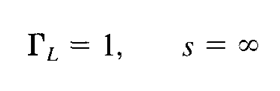 Γ_L = 1, s = ∞